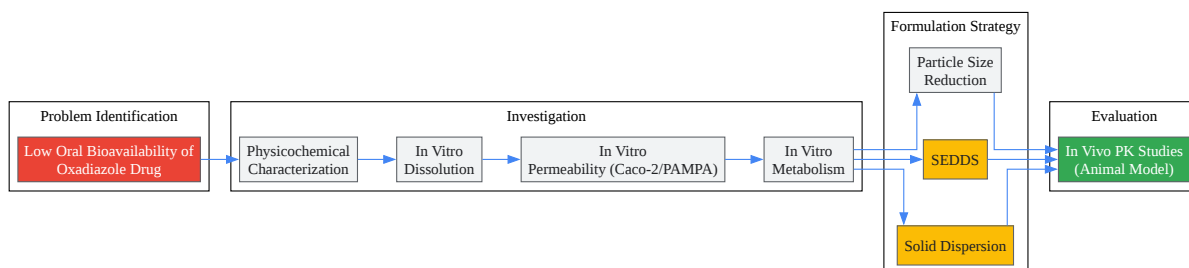 Problem Identification
Low Oral Bioavailability of
Oxadiazole Drug
Investigation
Physicochemical
Characterization
In Vitro
Dissolution
In Vitro
Permeability (Caco-2/PAMPA)
In Vitro
Metabolism
Formulation Strategy
Particle Size
Reduction
SEDDS
Solid Dispersion
Evaluation
In Vivo PK Studies
(Animal Model)